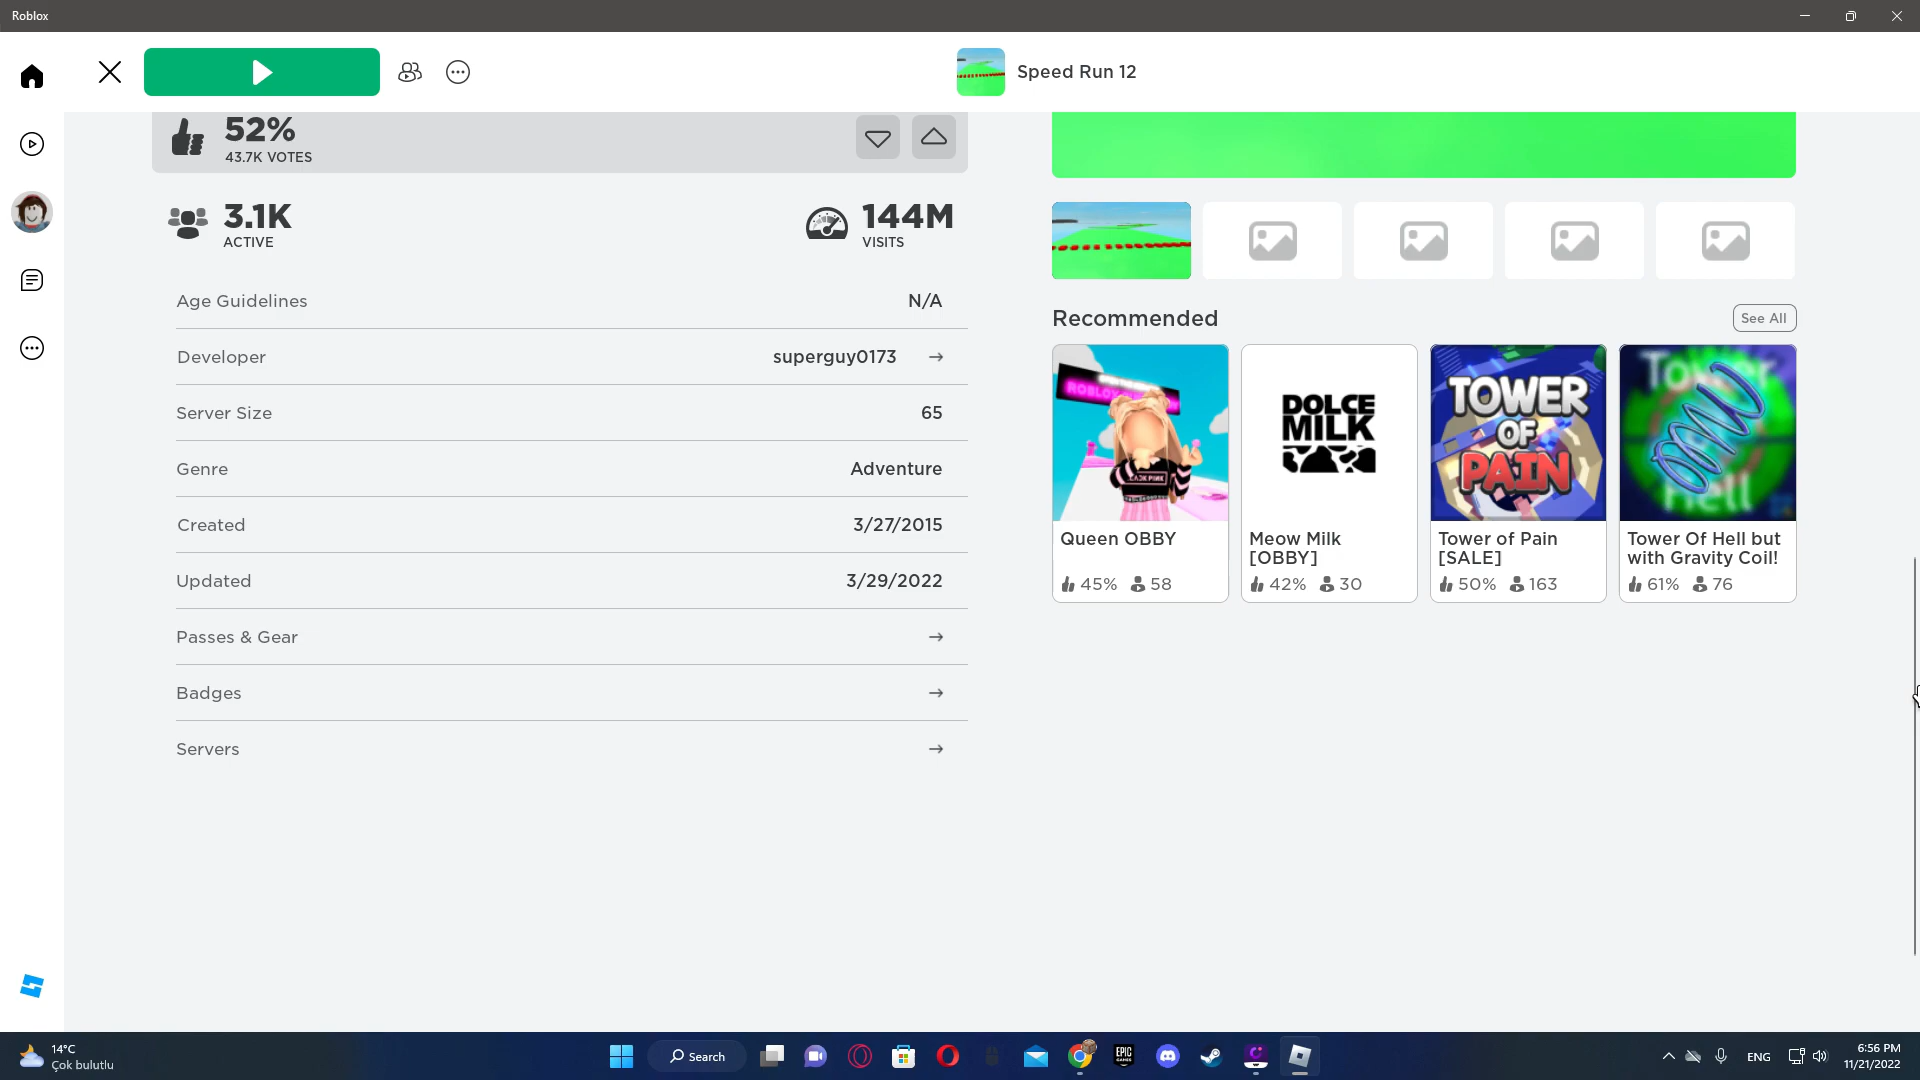 Roblox
Speed Run 12
52%
43.7K VOTES
3.1K
ACTIVE
144M
VISITS
Age Guidelines N/A
Developer superguy0173
Server Size 65
Genre Adventure
Created 3/27/2015
Updated 3/29/2022
Passes & Gear
Badges
Servers
Recommended
See All
DOLCE
MILK
TOWER
OF
PAIN
Tower
Hell
Queen OBBY
45% 58
Meow Milk
[OBBY]
42% 30
Tower of Pain
[SALE]
50% 163
Tower Of Hell but
with Gravity Coil!
61% 76
14°C
Çok bulutlu
Search
EPIC
GAMES
ENG
6:56 PM
11/21/2022